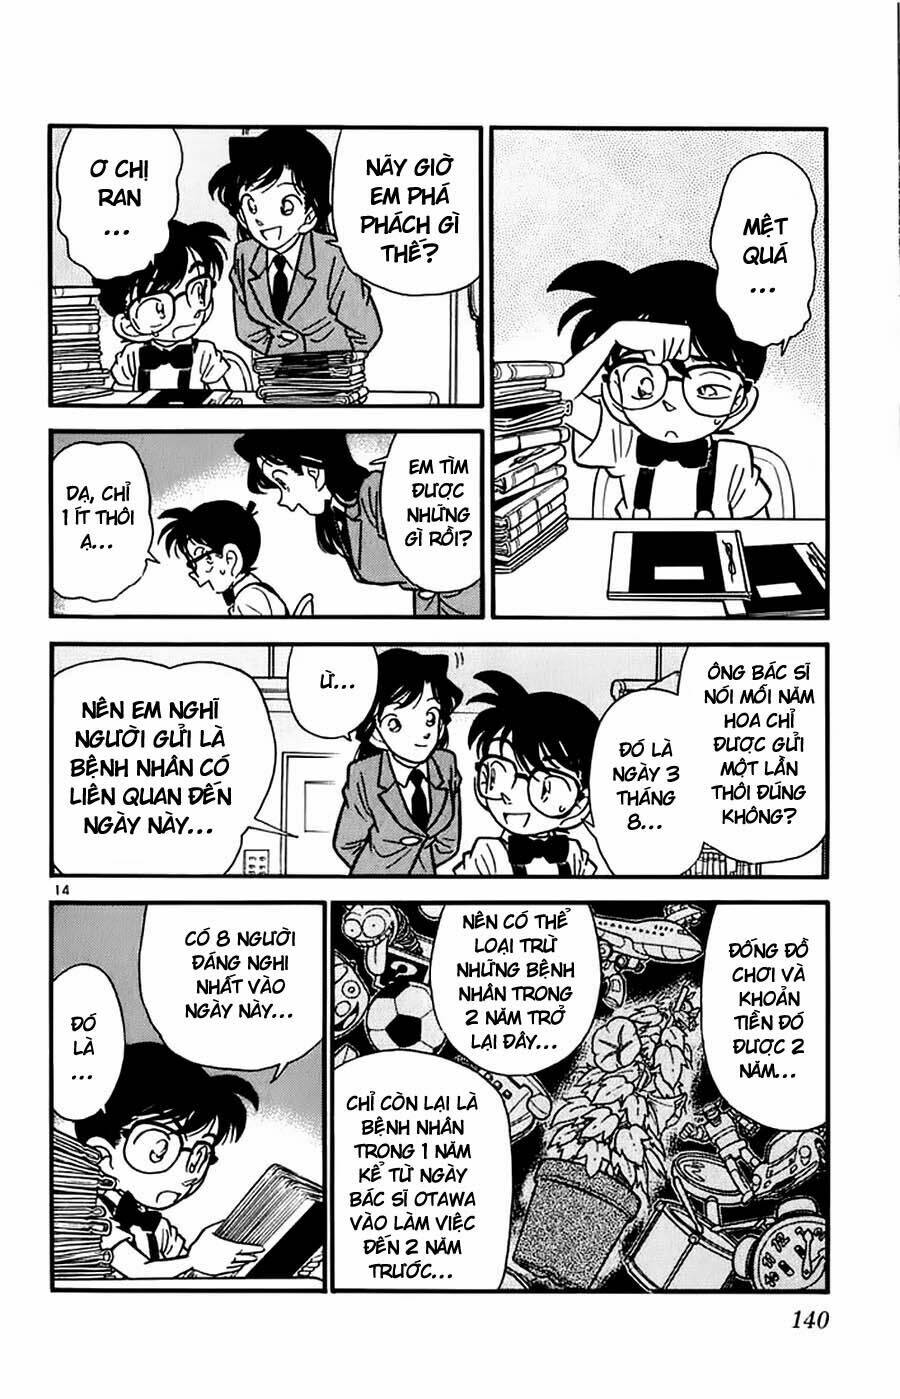 MỆT
QUÁ
...
NÃY GIỜ
EM PHÁ
PHÁCH GÌ
THẾ?
Ơ CHỊ
RAN
...
EM TÌM
ĐƯỢC
NHỮNG
GÌ RỒI?
DẠ, CHỈ
1 ÍT THÔI
Ạ...
ÔNG BÁC SĨ
NÓI MỖI NĂM
HOA CHỈ
ĐƯỢC GỬI
MỘT LẦN
THÔI ĐÚNG
KHÔNG?
ĐÓ LÀ
NGÀY 3
THÁNG
8...
Ừ...
NÊN EM NGHĨ
NGƯỜI GỬI LÀ
BỆNH NHÂN CÓ
LIÊN QUAN ĐẾN
NGÀY NÀY...
14
ĐỐNG ĐỒ
CHƠI VÀ
KHOẢN
TIỀN ĐÓ
ĐƯỢC 2
NĂM...
NÊN CÓ THỂ
LOẠI TRỪ
NHỮNG BỆNH
NHÂN TRONG
2 NĂM TRỞ
LẠI ĐÂY...
CHỈ CÒN LẠI LÀ
BỆNH NHÂN
TRONG 1 NĂM
KỂ TỪ NGÀY
BÁC SĨ OTAWA
VÀO LÀM VIỆC
ĐẾN 2 NĂM
TRƯỚC...
CÓ 8 NGƯỜI
ĐÁNG NGHI
NHẤT VÀO
NGÀY NÀY...
ĐÓ
LÀ
...
140